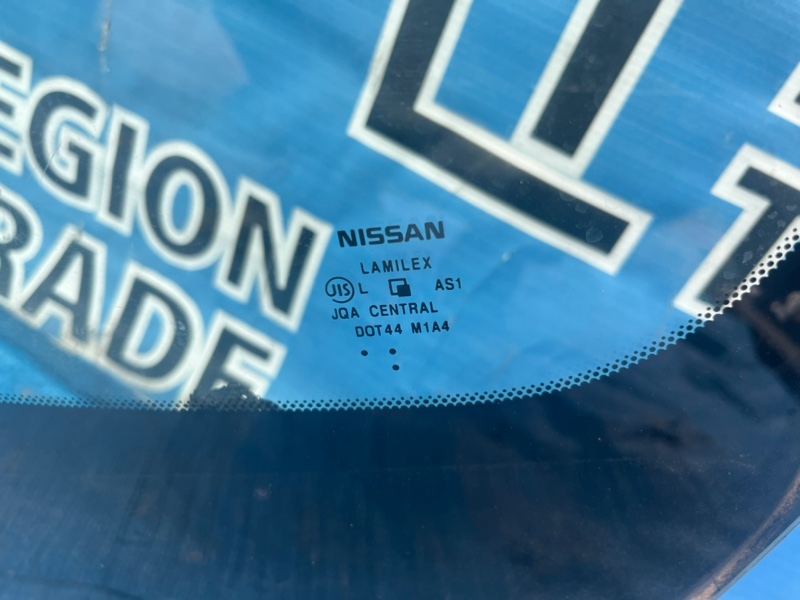 EGION
RADE
NISSAN
LAMILEX
JIS L AS1
JQA CENTRAL
DOT44 M1A4